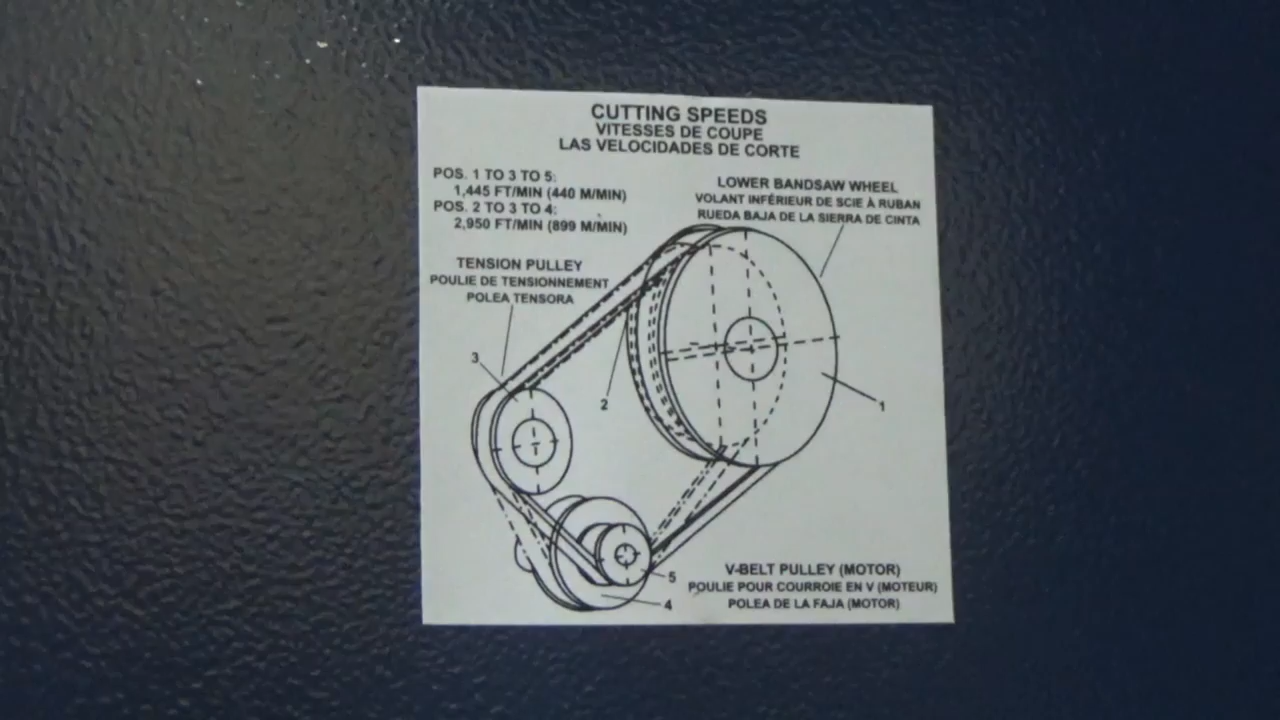 CUTTING SPEEDS
VITESSES DE COUPE
LAS VELOCIDADES DE CORTE
POS. 1 TO 3 TO 5:
1,445 FT/MIN (440 M/MIN)
POS. 2 TO 3 TO 4:
2,950 FT/MIN (899 M/MIN)
LOWER BANDSAW WHEEL
VOLANT INFÉRIEUR DE SCIE À RUBAN
RUEDA BAJA DE LA SIERRA DE CINTA
TENSION PULLEY
POULIE DE TENSIONNEMENT
POLEA TENSORA
3
2
1
5
4
V-BELT PULLEY (MOTOR)
POULIE POUR COURROIE EN V (MOTEUR)
POLEA DE LA FAJA (MOTOR)